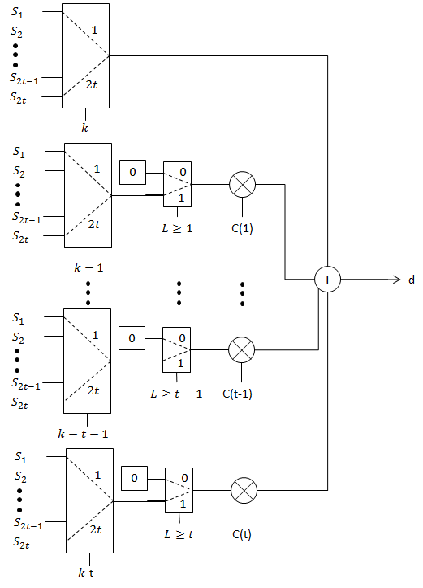 S₁
S₂
1
S₂ₜ₋₁
2t
S₂ₜ
k
S₁
S₂
1
0
0
1
S₂ₜ₋₁
2t
S₂ₜ
L ≥ 1
C(1)
d
k − 1
S₁
S₂
1
0
0
1
S₂ₜ₋₁
2t
S₂ₜ
L ≥ t 1
C(t-1)
k − t − 1
S₁
S₂
1
0
0
1
S₂ₜ₋₁
2t
S₂ₜ
L ≥ t
C(t)
k t